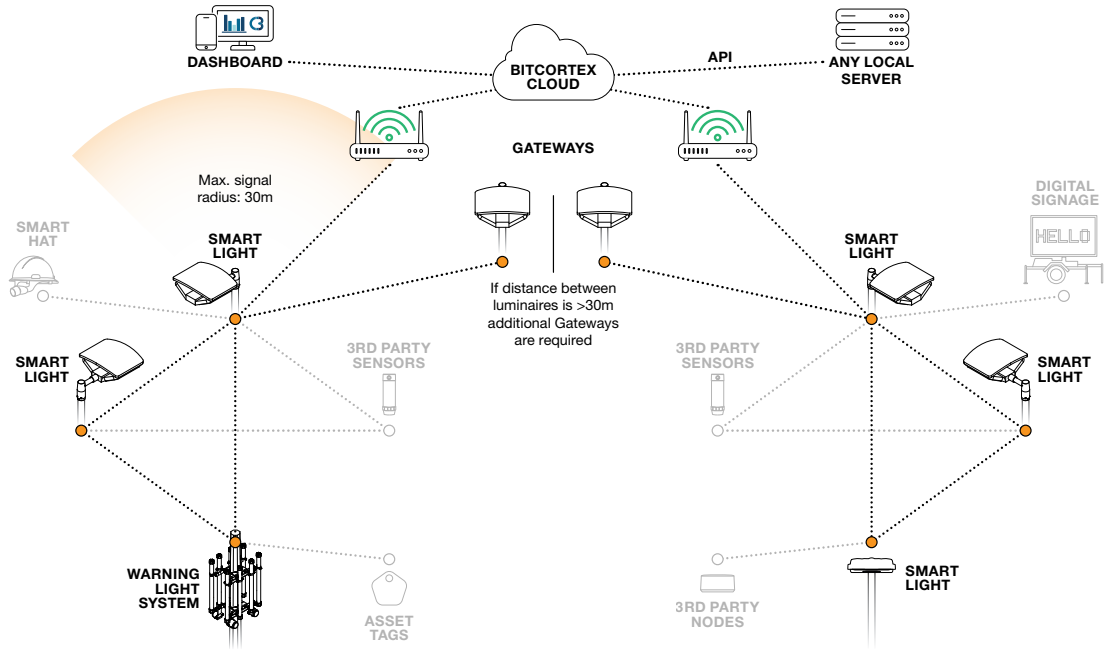 DASHBOARD
BITCORTEX
CLOUD
API
ANY LOCAL
SERVER
GATEWAYS
Max. signal
radius: 30m
SMART
HAT
SMART
LIGHT
SMART
LIGHT
DIGITAL
SIGNAGE
HELLO
If distance between
luminaires is >30m
additional Gateways
are required
SMART
LIGHT
3RD PARTY
SENSORS
3RD PARTY
SENSORS
SMART
LIGHT
WARNING
LIGHT
SYSTEM
ASSET
TAGS
3RD PARTY
NODES
SMART
LIGHT